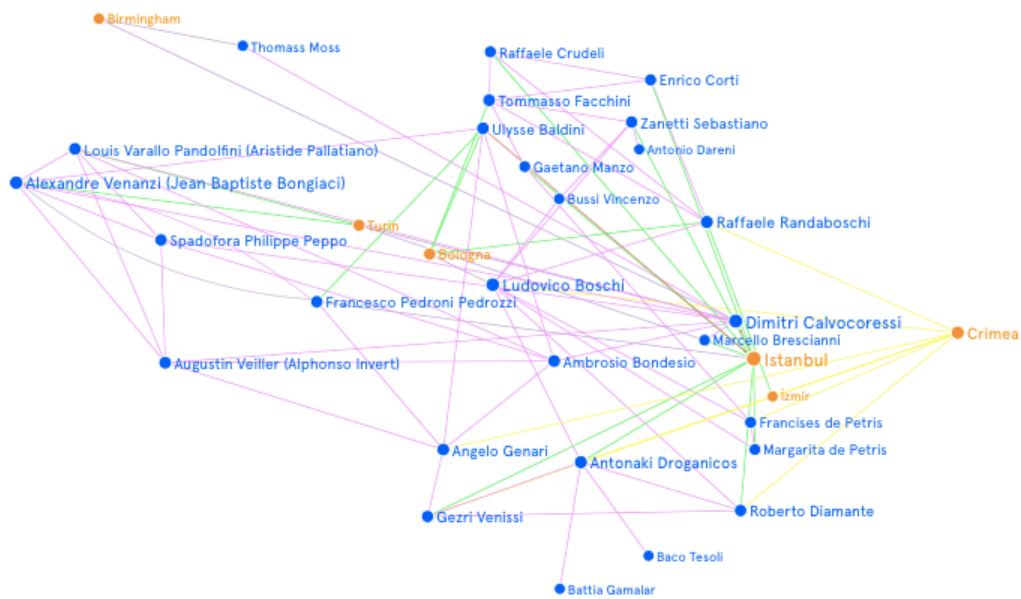 Birmingham
Thomass Moss
Raffaele Crudeli
Enrico Corti
Tommasso Facchini
Zanetti Sebastiano
Ulysse Baldini
Louis Varallo Pandolfini (Aristide Pallatiano)
Antonio Dareni
Gaetano Manzo
Alexandre Venanzi (Jean Baptiste Bongiaci)
Bussi Vincenzo
Raffaele Randaboschi
Turin
Spadofora Philippe Peppo
Bologna
Ludovico Boschi
Francesco Pedroni Pedrozzi
Dimitri Calvocoressi
Crimea
Marcello Brescianni
Istanbul
Augustin Veiller (Alphonso Invert)
Ambrosio Bondesio
İzmir
Francises de Petris
Angelo Genari
Margarita de Petris
Antonaki Droganicos
Roberto Diamante
Gezri Venissi
Baco Tesoli
Battia Gamalar